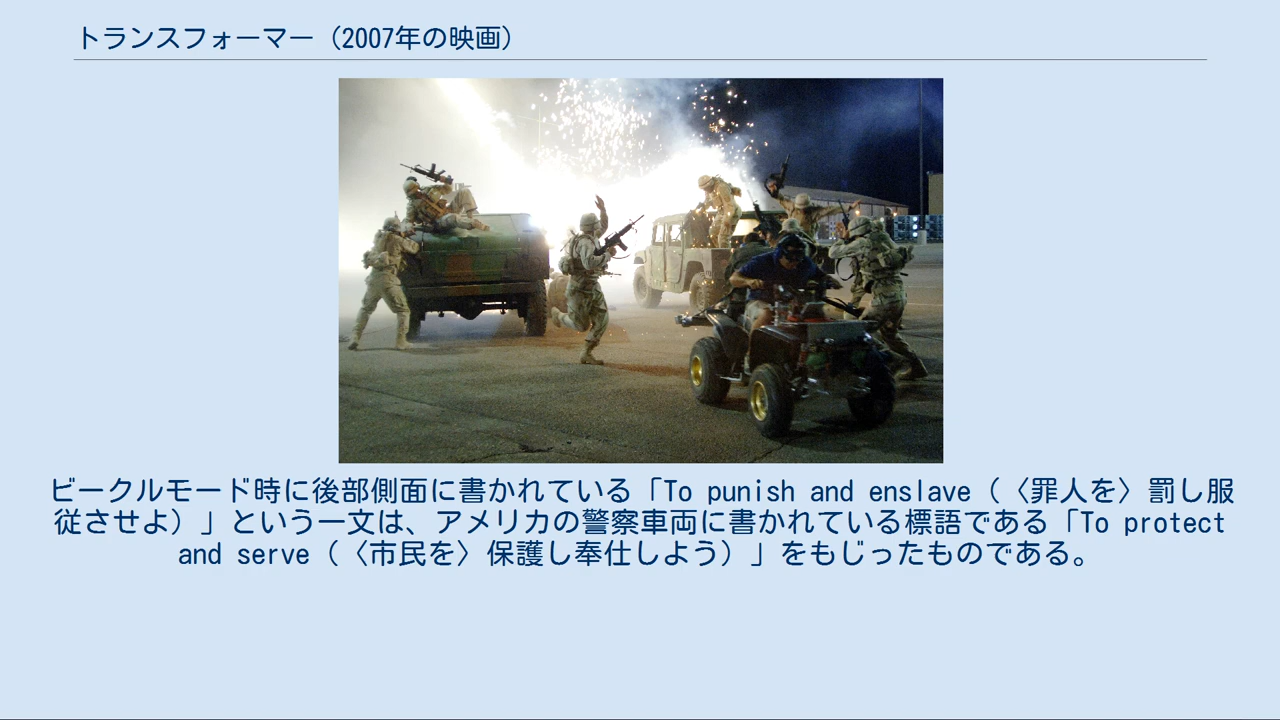 トランスフォーマー（2007年の映画）
ビークルモード時に後部側面に書かれている「To punish and enslave（〈罪人を〉罰し服
従させよ）」という一文は、アメリカの警察車両に書かれている標語である「To protect
and serve（〈市民を〉保護し奉仕しよう）」をもじったものである。